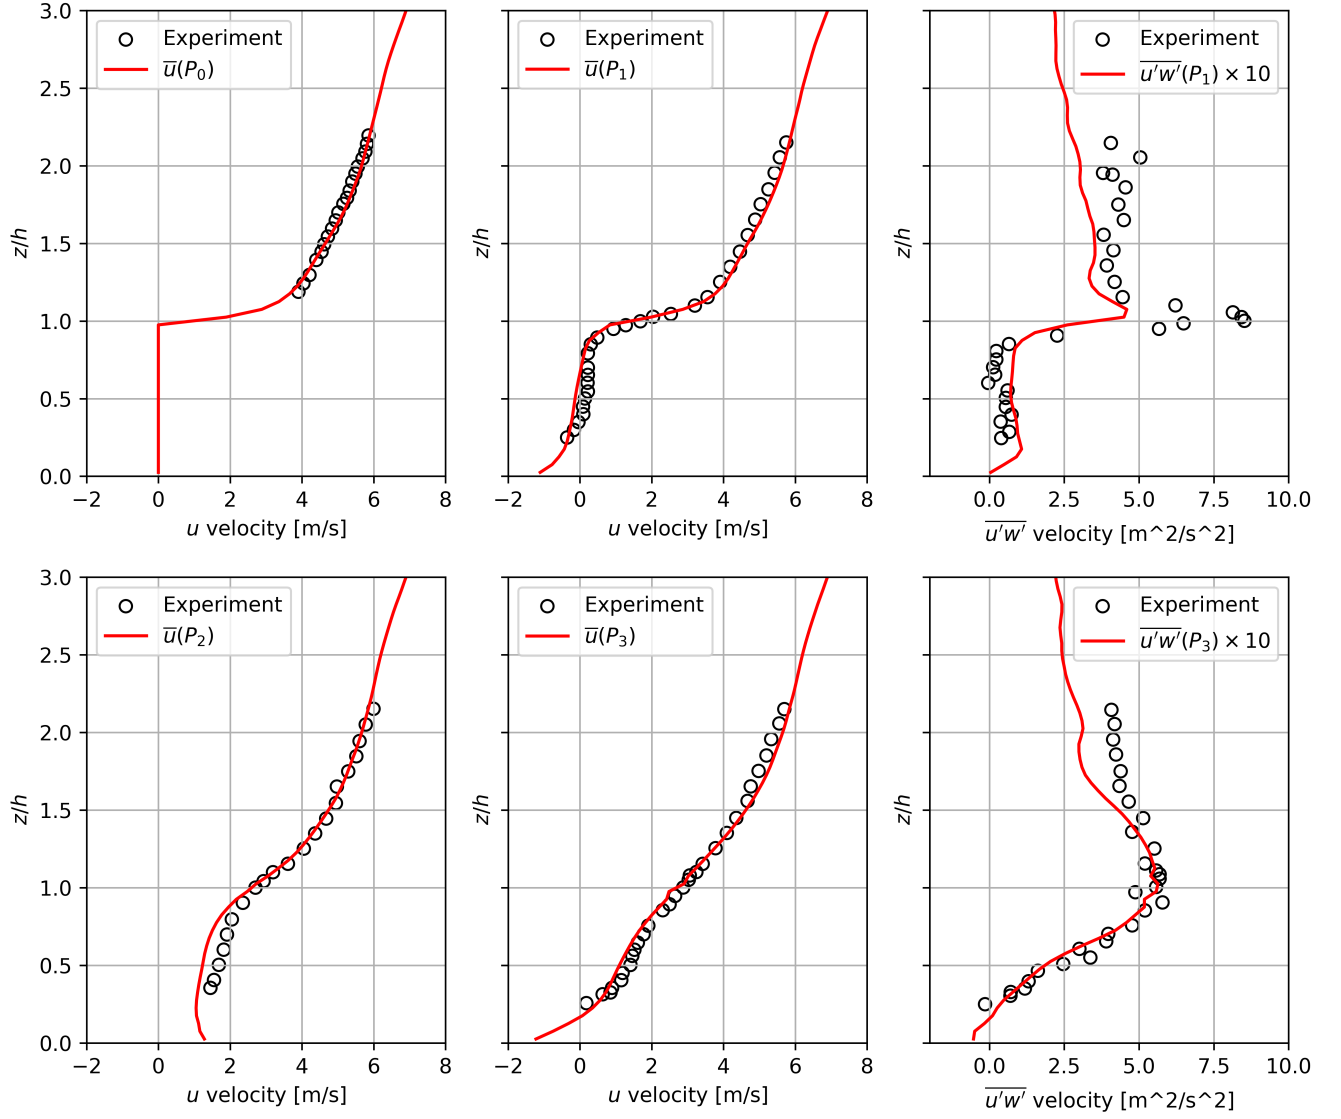 3.0
2.5
2.0
1.5
1.0
0.5
0.0
z/h
Experiment
u̅(P₀)
−2 0 2 4 6 8
u velocity [m/s]
z/h
Experiment
u̅(P₁)
−2 0 2 4 6 8
u velocity [m/s]
z/h
Experiment
u̅'̅w̅'̅(P₁) × 10
0.0 2.5 5.0 7.5 10.0
u̅'̅w̅'̅ velocity [m^2/s^2]
3.0
2.5
2.0
1.5
1.0
0.5
0.0
z/h
Experiment
u̅(P₂)
−2 0 2 4 6 8
u velocity [m/s]
z/h
Experiment
u̅(P₃)
−2 0 2 4 6 8
u velocity [m/s]
z/h
Experiment
u̅'̅w̅'̅(P₃) × 10
0.0 2.5 5.0 7.5 10.0
u̅'̅w̅'̅ velocity [m^2/s^2]